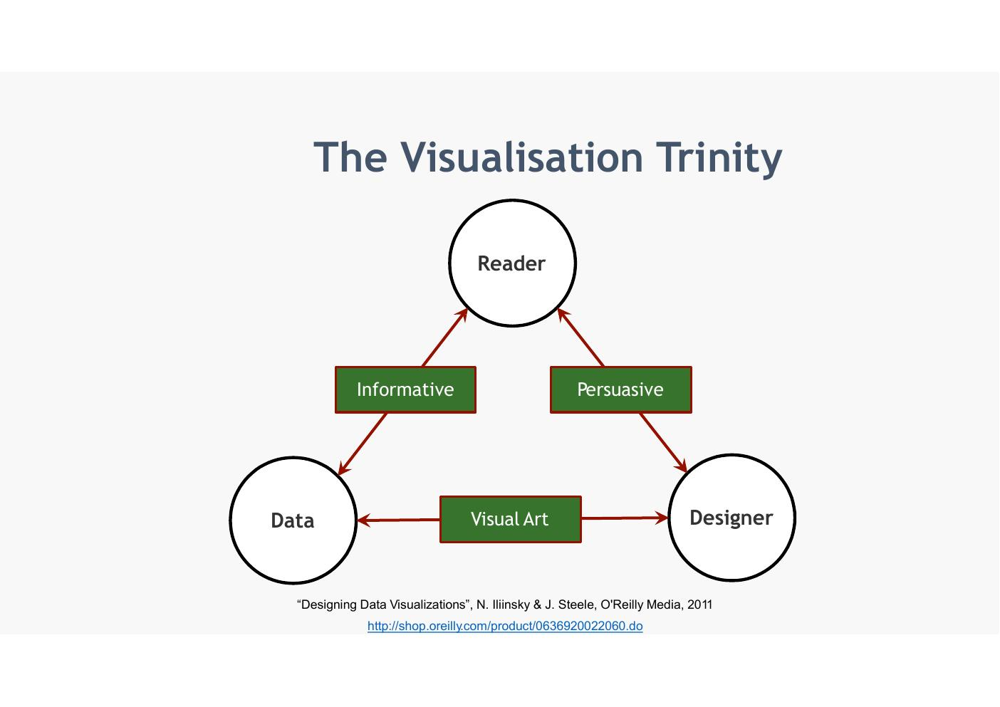 The Visualisation Trinity
Reader
Informative
Persuasive
Data
Visual Art
Designer
“Designing Data Visualizations”, N. Iliinsky & J. Steele, O'Reilly Media, 2011
http://shop.oreilly.com/product/0636920022060.do